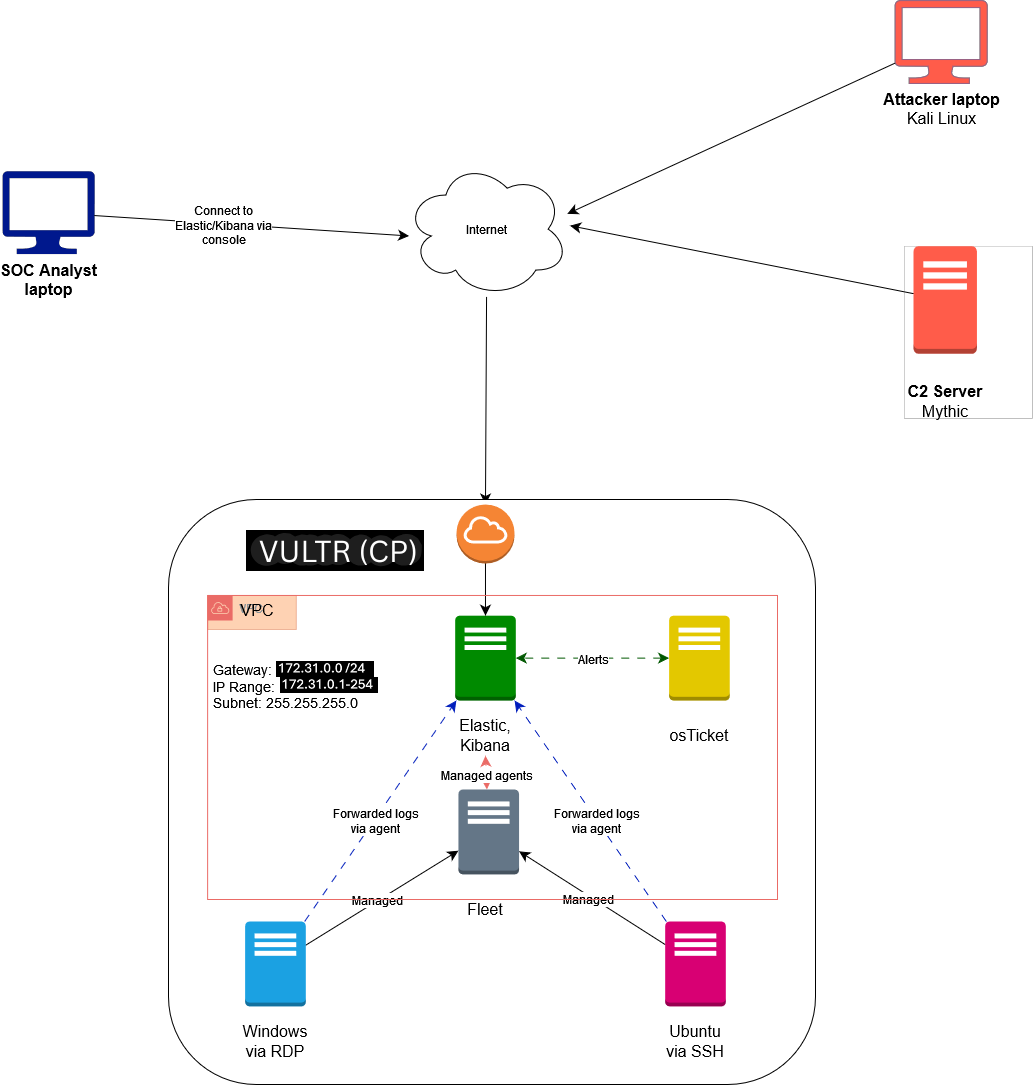 Attacker laptop
Kali Linux
Connect to
Elastic/Kibana via
console
Internet
SOC Analyst
laptop
C2 Server
Mythic
VULTR (CP)
VPC
Gateway: 172.31.0.0 /24
IP Range: 172.31.0.1-254
Subnet: 255.255.255.0
Alerts
Elastic,
Kibana
osTicket
Managed agents
Forwarded logs
via agent
Forwarded logs
via agent
Managed
Managed
Fleet
Windows
via RDP
Ubuntu
via SSH